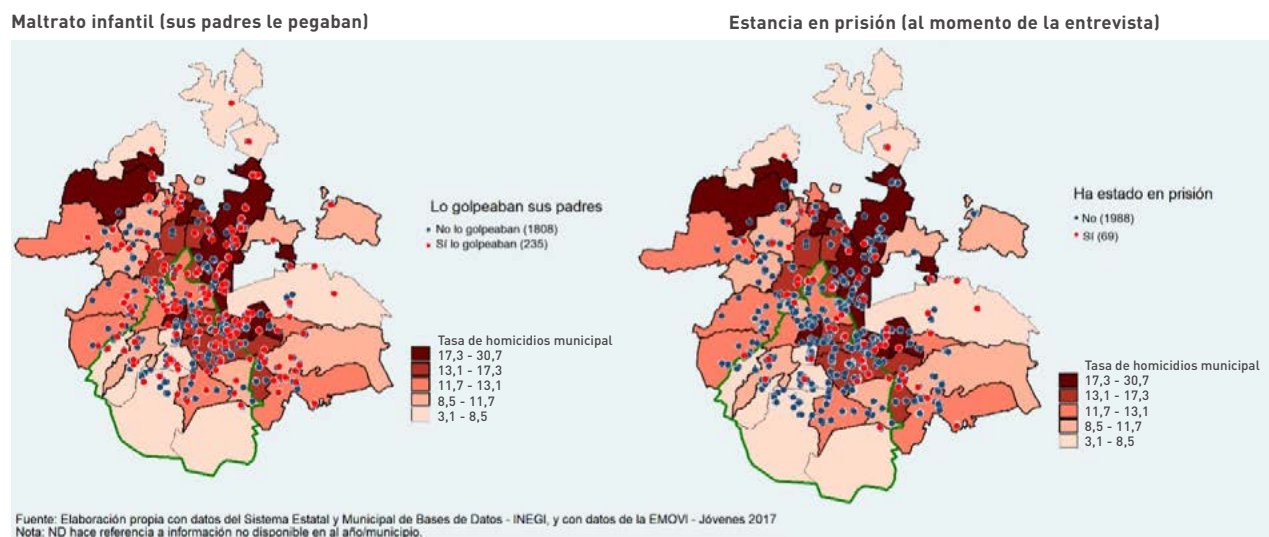 Maltrato infantil (sus padres le pegaban)
Lo golpeaban sus padres
No lo golpeaban (1808)
Sí lo golpeaban (235)
Tasa de homicidios municipal
17,3 - 30,7
13,1 - 17,3
11,7 - 13,1
8,5 - 11,7
3,1 - 8,5
Estancia en prisión (al momento de la entrevista)
Ha estado en prisión
No (1988)
Sí (69)
Tasa de homicidios municipal
17,3 - 30,7
13,1 - 17,3
11,7 - 13,1
8,5 - 11,7
3,1 - 8,5
Fuente: Elaboración propia con datos del Sistema Estatal y Municipal de Bases de Datos - INEGI, y con datos de la EMOVI - Jóvenes 2017
Nota: ND hace referencia a información no disponible en al año/municipio.